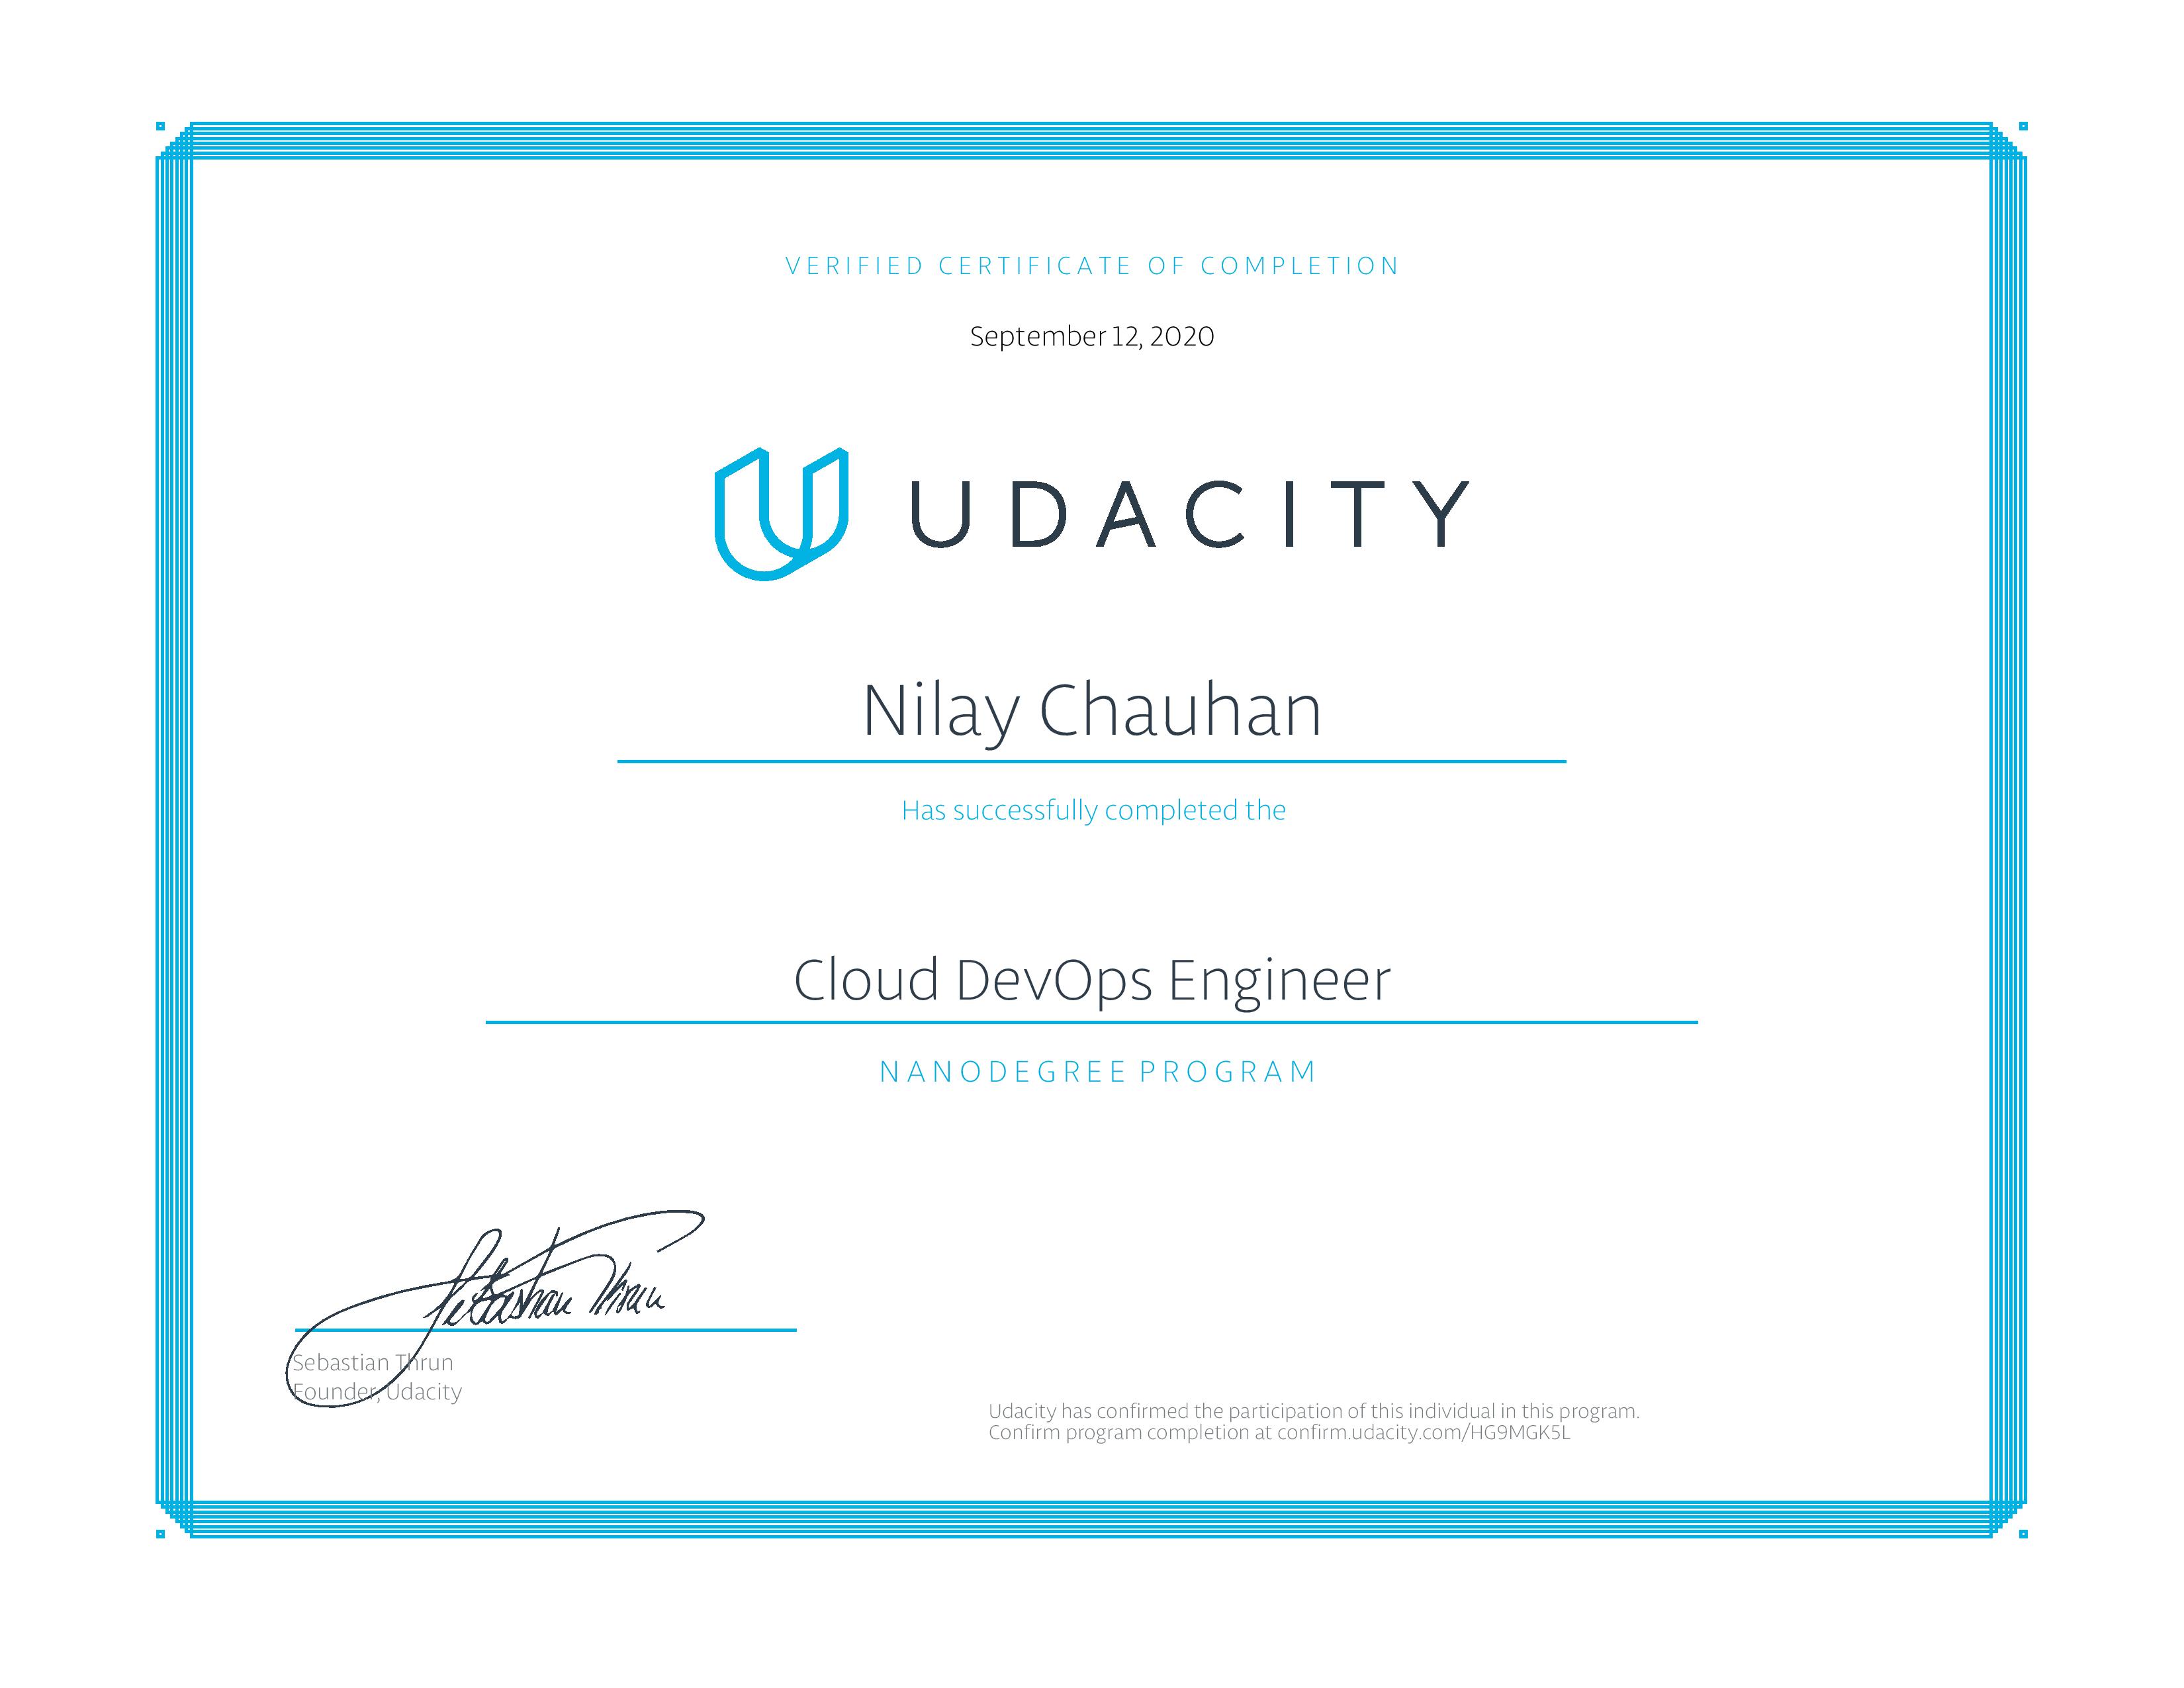 VERIFIED CERTIFICATE OF COMPLETION
September 12, 2020
UDACITY
Nilay Chauhan
Has successfully completed the
Cloud DevOps Engineer
NANODEGREE PROGRAM
Sebastian Thrun
Sebastian Thrun
Founder, Udacity
Udacity has confirmed the participation of this individual in this program.
Confirm program completion at confirm.udacity.com/HG9MGK5L